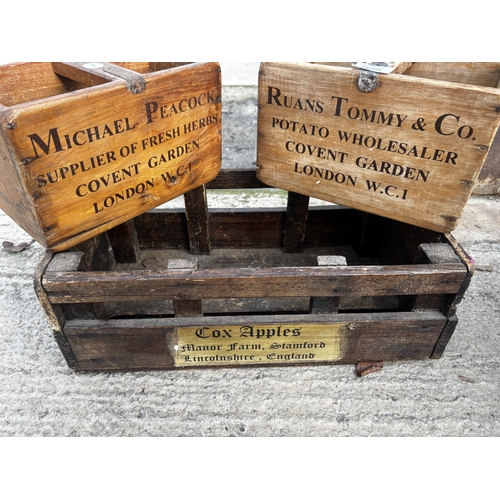 MICHAEL PEACOCK
SUPPLIER OF FRESH HERBS
COVENT GARDEN
LONDON W.C.1
RUANS TOMMY & CO.
POTATO WHOLESALER
COVENT GARDEN
LONDON W.C.1
Cox Apples
Manor Farm, Stamford
Lincolnshire , England